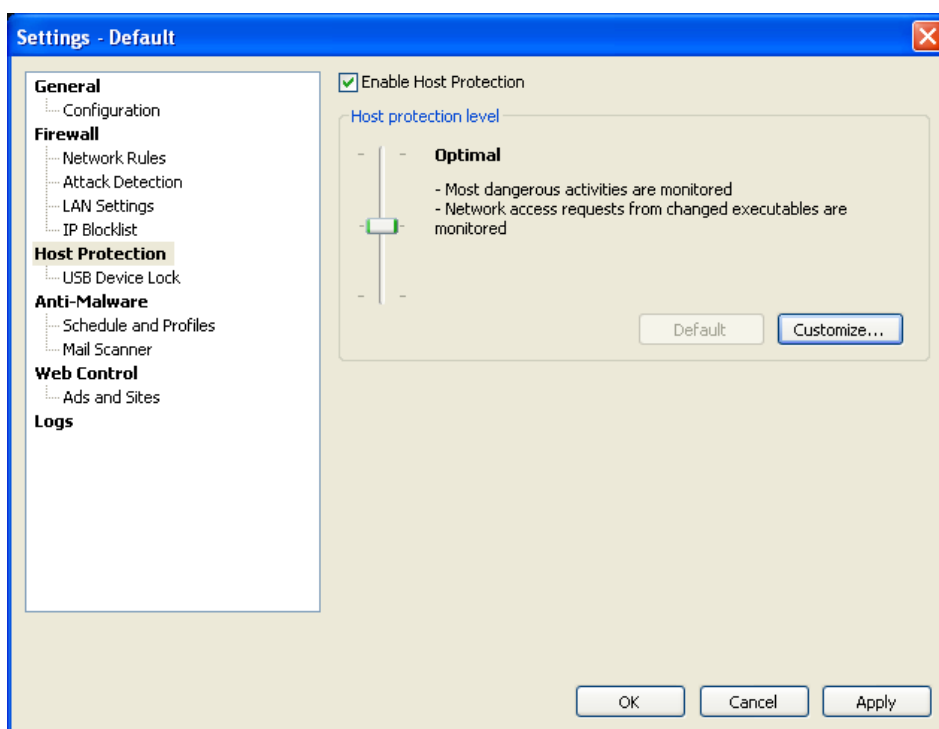 Settings - Default
General
Configuration
Firewall
Network Rules
Attack Detection
LAN Settings
IP Blocklist
Host Protection
USB Device Lock
Anti-Malware
Schedule and Profiles
Mail Scanner
Web Control
Ads and Sites
Logs
Enable Host Protection
Host protection level
Optimal
- Most dangerous activities are monitored
- Network access requests from changed executables are
monitored
Default
Customize...
OK
Cancel
Apply